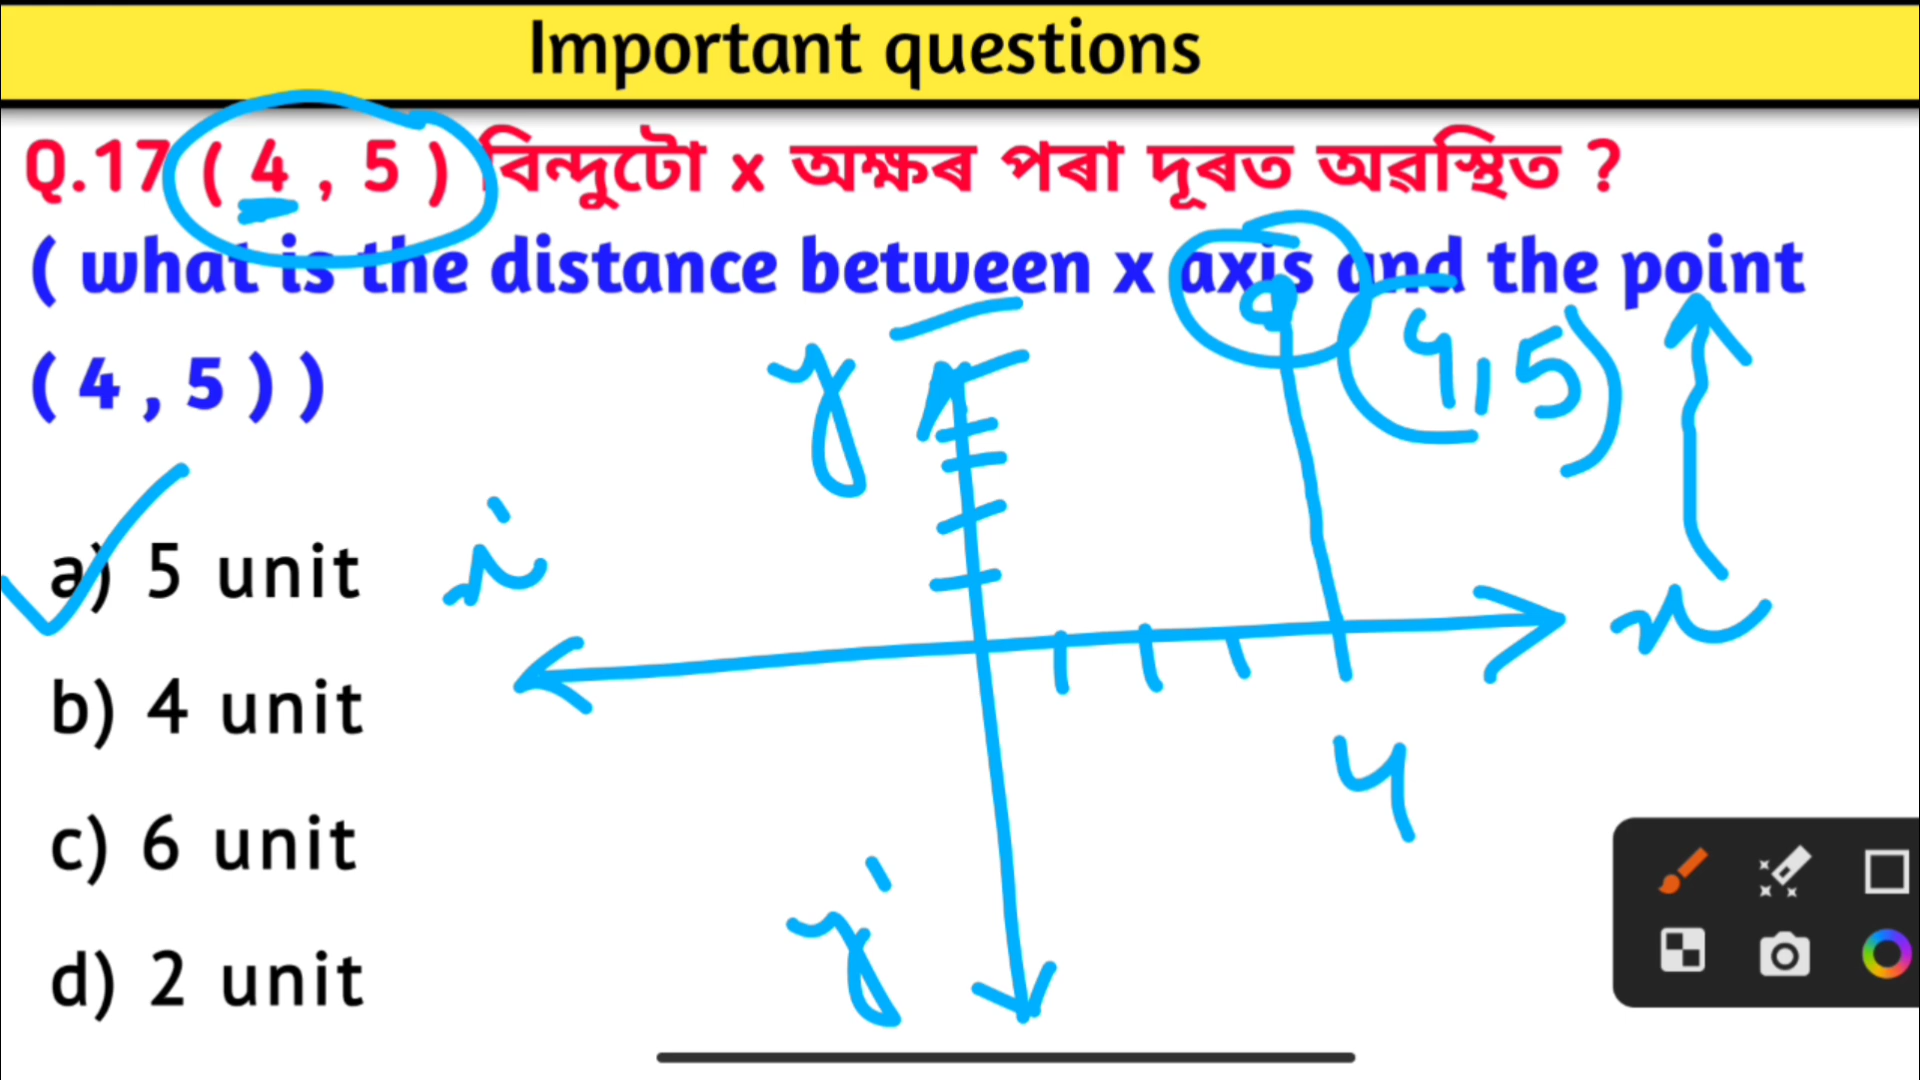 Important questions
Q.17 ( 4 , 5 ) বিন্দুটো x অক্ষৰ পৰা দূৰত অৱস্থিত ?
( what is the distance between x axis and the point
( 4 , 5 ) )
a) 5 unit
b) 4 unit
c) 6 unit
d) 2 unit
y
(4,5)
x'
x
4
y'